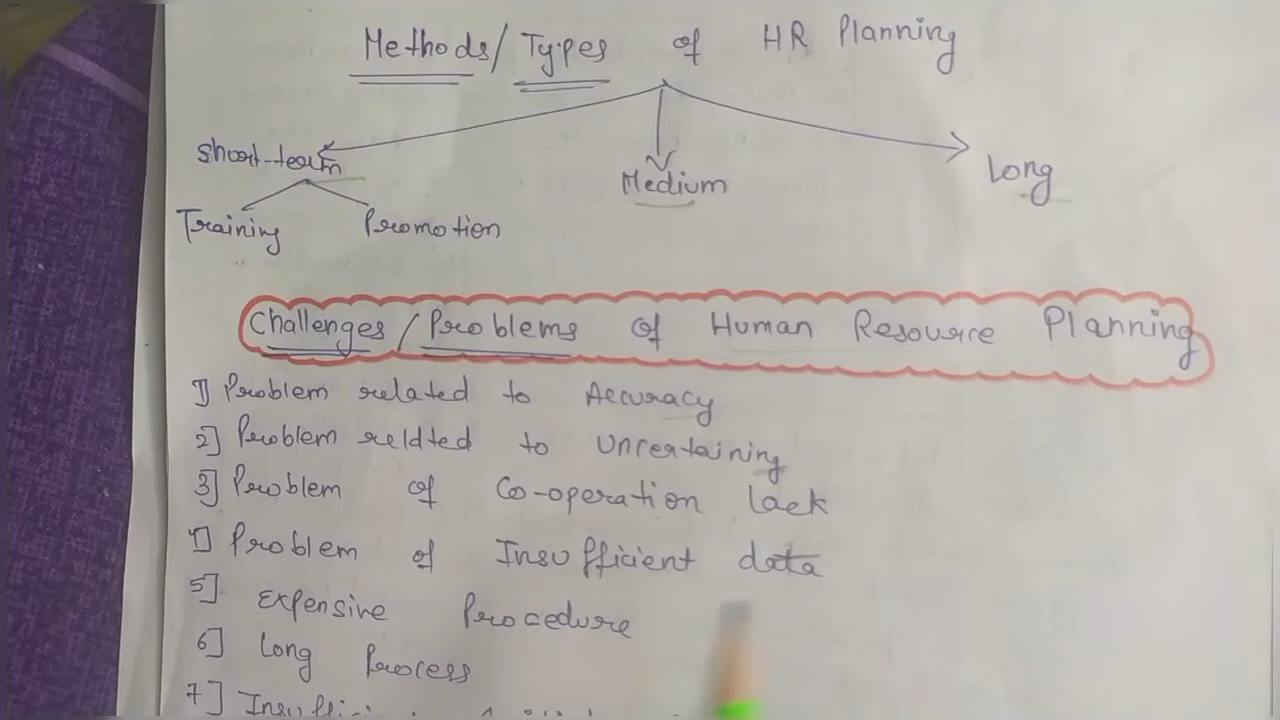 Methods/Types of HR Planning
Short-term
Medium
Long
Training
Promotion
Challenges/Problems Of Human Resource Planning
1] Problem related to Accuracy
2] Problem reldted to Uncertaining
3] Problem of Co-operation lack
4] Problem of Insufficient data
5] Expensive Procedure
6] Long Process
7]